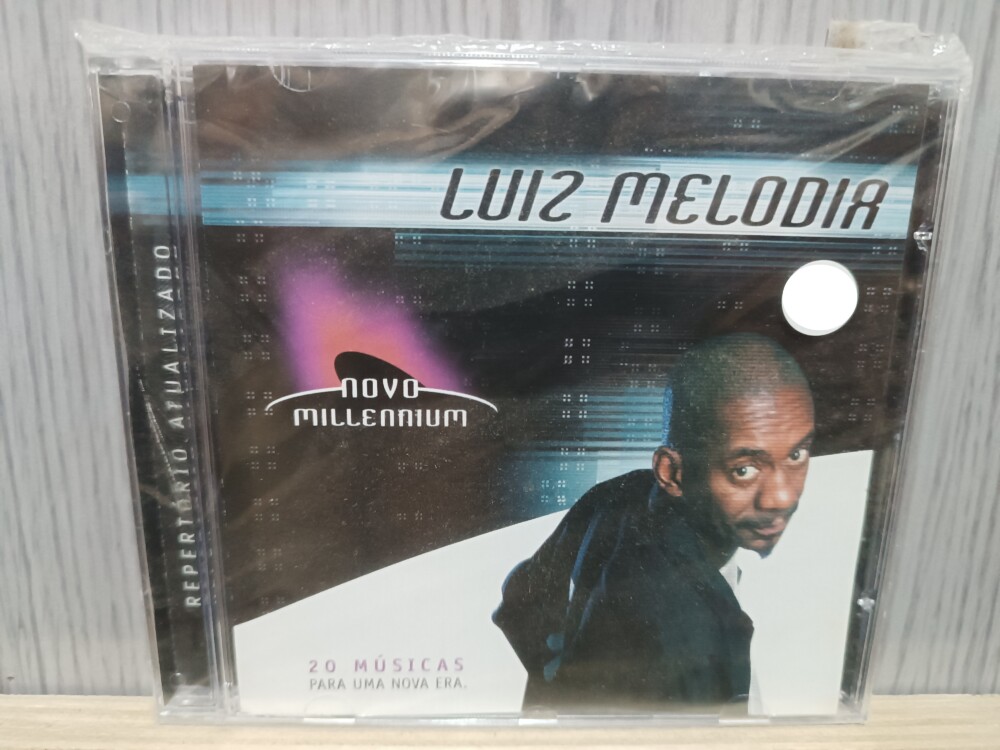 LUIZ MELODIA
NOVO
MILLENNIUM
REPERTÓRIO ATUALIZADO
20 MÚSICAS
PARA UMA NOVA ERA.